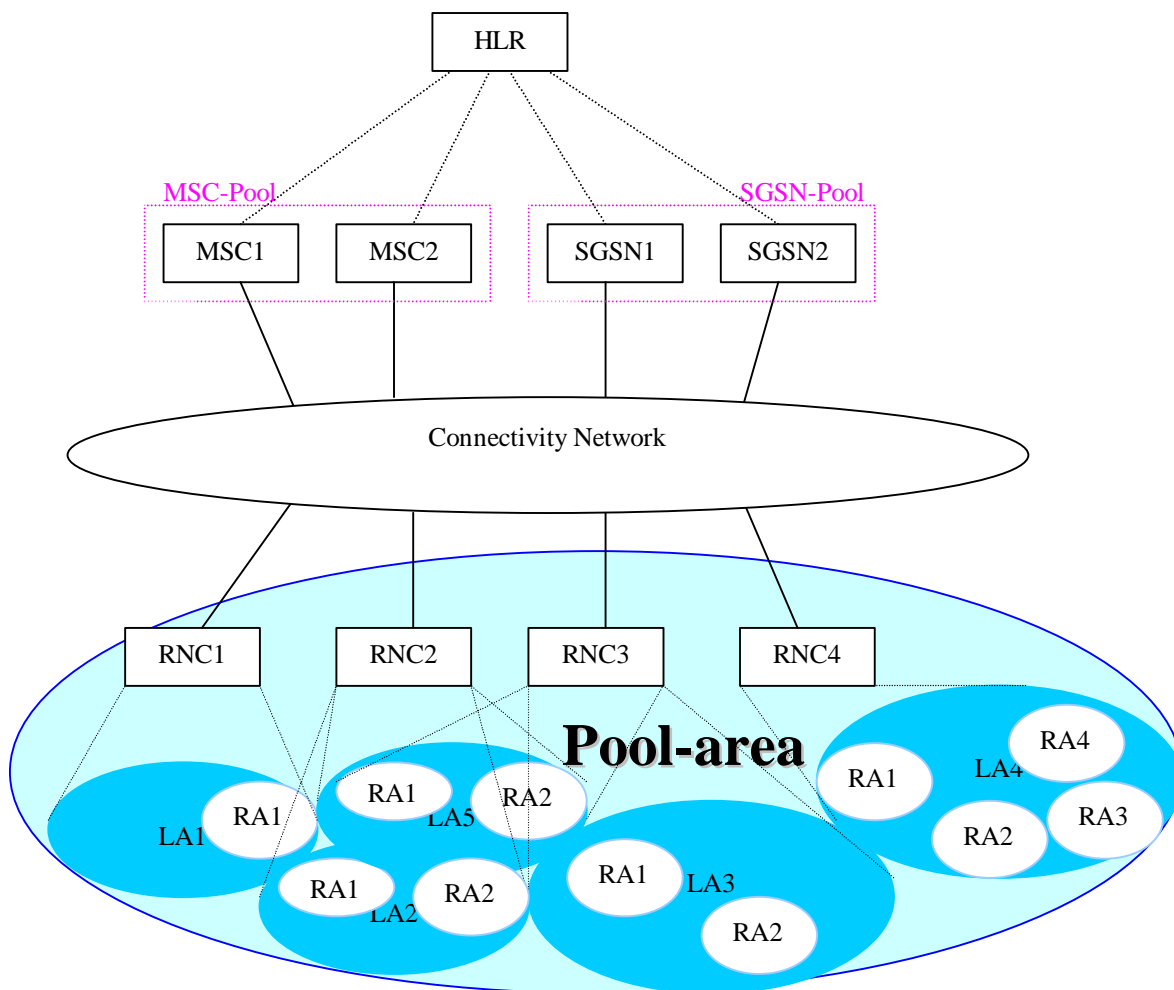 HLR
MSC-Pool
SGSN-Pool
MSC1
MSC2
SGSN1
SGSN2
Connectivity Network
RNC1
RNC2
RNC3
RNC4
Pool-area
RA4
LA4
RA1
RA1
RA2
LA5
RA1
LA1
RA2
RA3
RA1
RA2
LA2
RA1
LA3
RA2